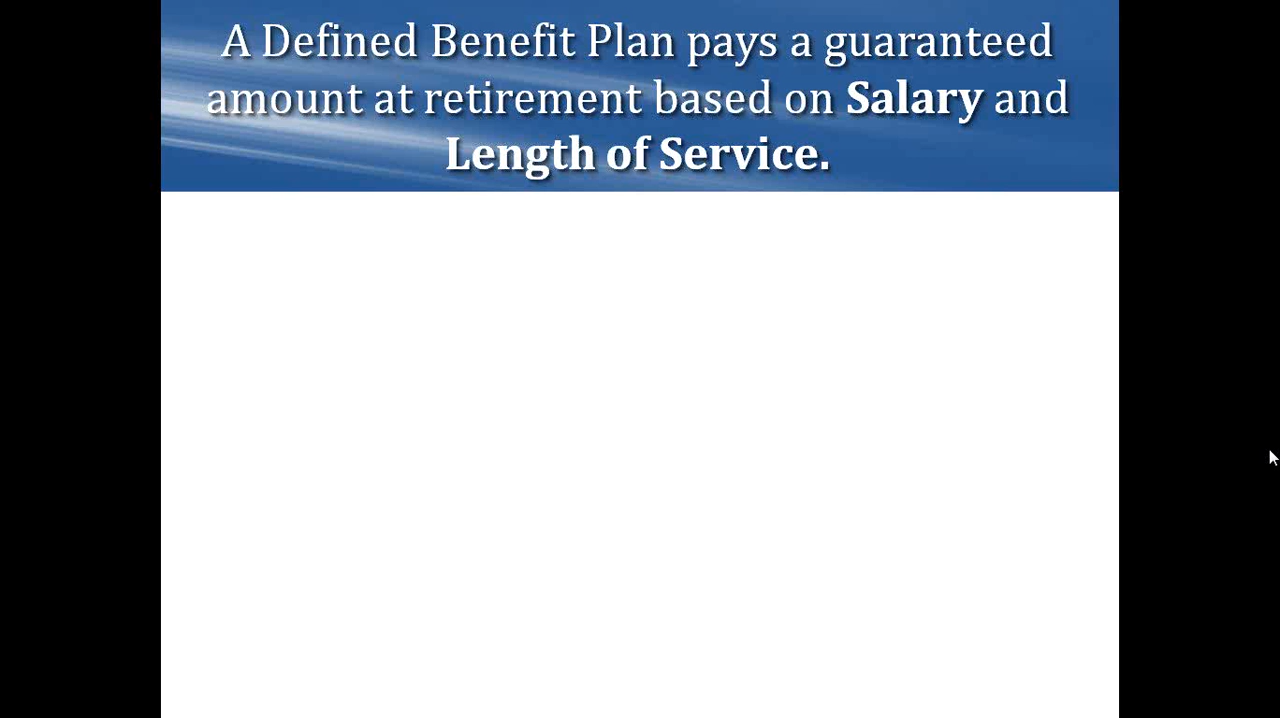 A Defined Benefit Plan pays a guaranteed
amount at retirement based on Salary and
Length of Service.